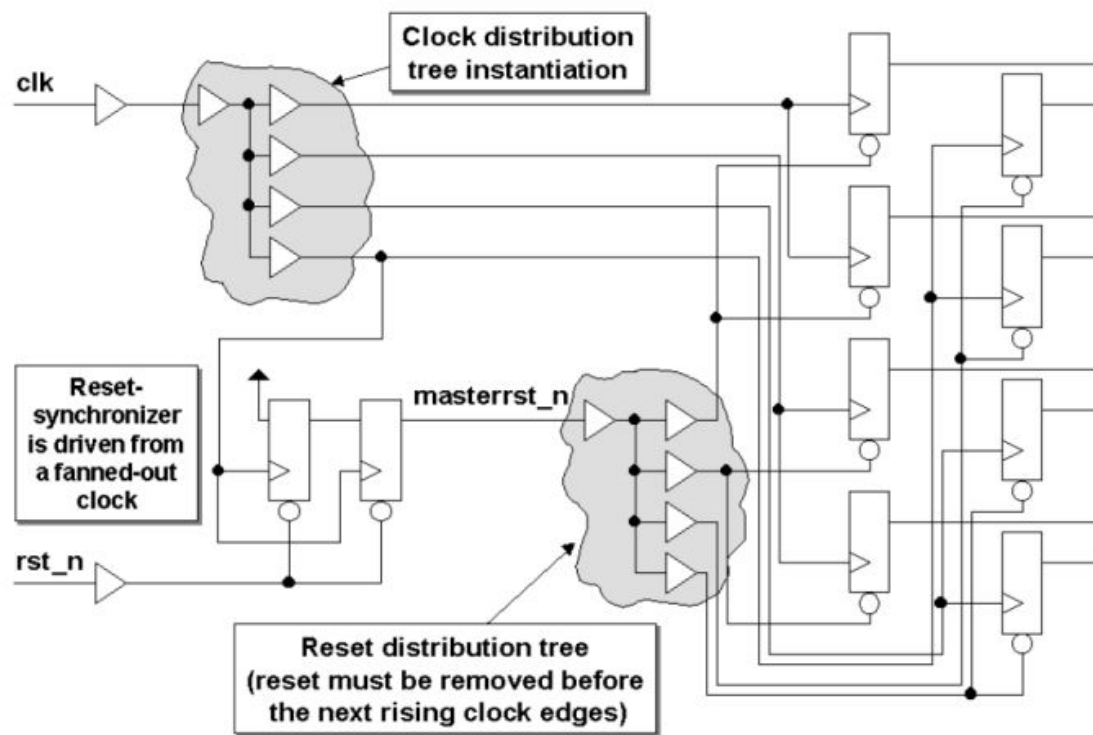 Clock distribution
tree instantiation
clk
Reset-
synchronizer
is driven from
a fanned-out
clock
masterrst_n
rst_n
Reset distribution tree
(reset must be removed before
the next rising clock edges)